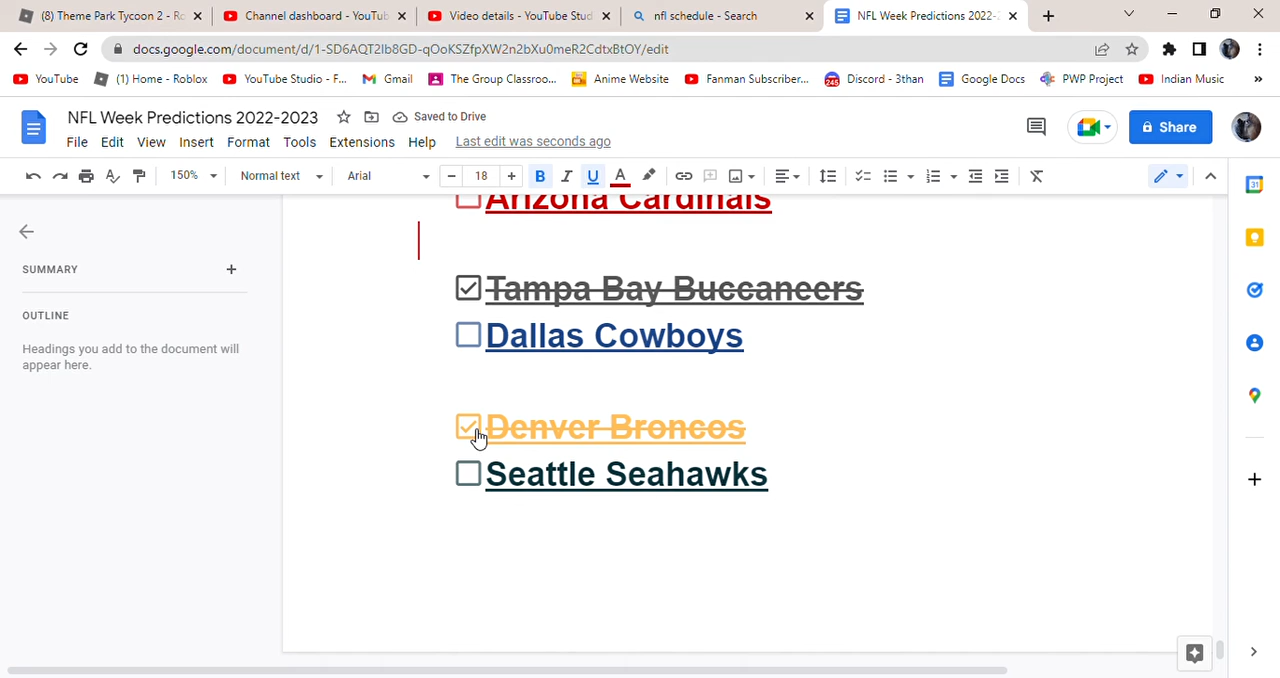 (8) Theme Park Tycoon 2 - Ro
Channel dashboard - YouTub
Video details - YouTube Stud
nfl schedule - Search
NFL Week Predictions 2022-
docs.google.com/document/d/1-SD6AQT2Ib8GD-qOoKSZfpXW2n2bXu0meR2CdtxBtOY/edit
YouTube
(1) Home - Roblox
YouTube Studio - F...
Gmail
The Group Classroo...
Anime Website
Fanman Subscriber...
245
Discord - 3than
Google Docs
PWP Project
Indian Music
»
NFL Week Predictions 2022-2023
Saved to Drive
File Edit View Insert Format Tools Extensions Help Last edit was seconds ago
Share
150% Normal text Arial 18 B I U A
31
SUMMARY
OUTLINE
Headings you add to the document will
appear here.
Arizona Cardinals
Tampa Bay Buccaneers
Dallas Cowboys
Denver Broncos
Seattle Seahawks